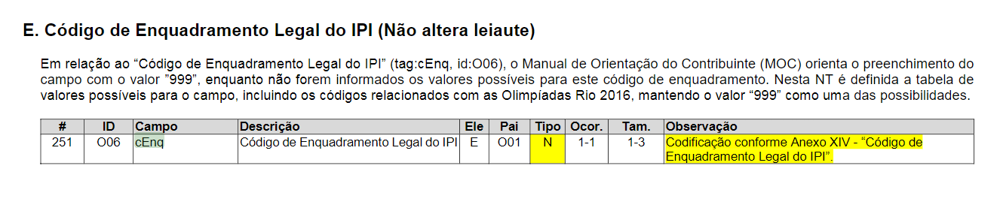 E. Código de Enquadramento Legal do IPI (Não altera leiaute)
Em relação ao “Código de Enquadramento Legal do IPI” (tag:cEnq, id:O06), o Manual de Orientação do Contribuinte (MOC) orienta o preenchimento do
campo com o valor ”999”, enquanto não forem informados os valores possíveis para este código de enquadramento. Nesta NT é definida a tabela de
valores possíveis para o campo, incluindo os códigos relacionados com as Olimpíadas Rio 2016, mantendo o valor “999” como uma das possibilidades.
# ID Campo Descrição Ele Pai Tipo Ocor. Tam. Observação
251 O06 cEnq Código de Enquadramento Legal do IPI E O01 N 1-1 1-3 Codificação conforme Anexo XIV - “Código de
Enquadramento Legal do IPI”.